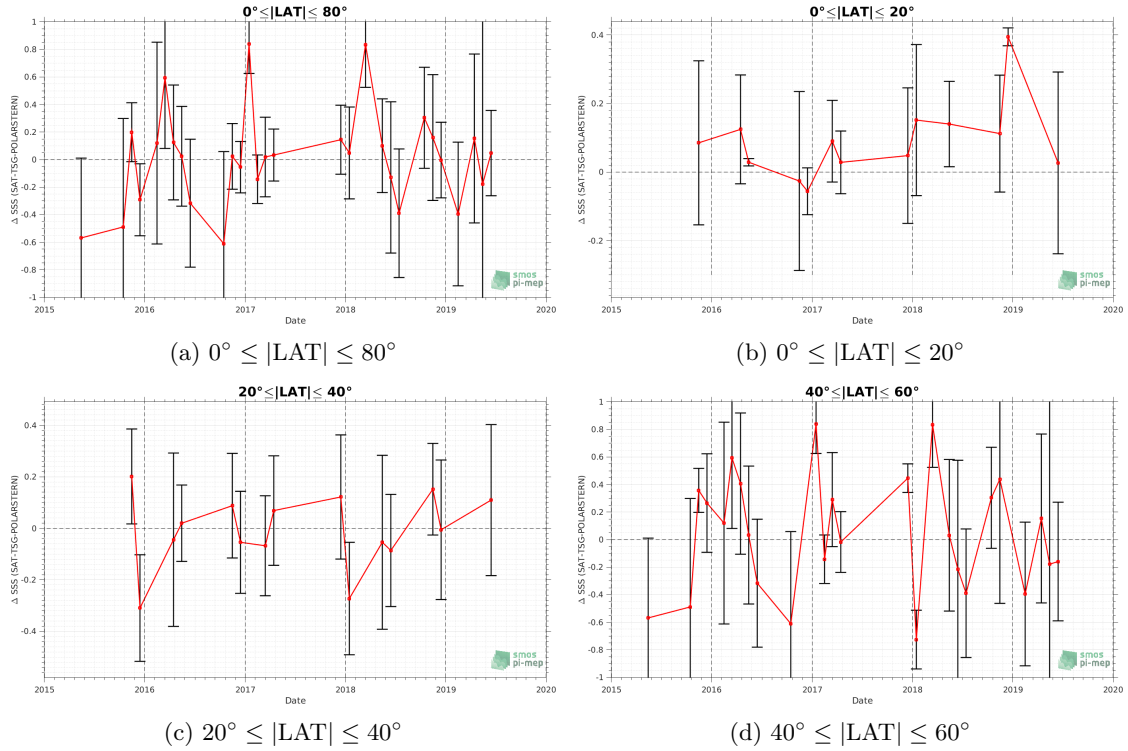 0°≤|LAT|≤ 80°
Δ SSS (SAT-TSG-POLARSTERN)
1
0.8
0.6
0.4
0.2
0
-0.2
-0.4
-0.6
-0.8
-1
2015
2016
2017
2018
2019
2020
Date
smos
pi-mep
(a) 0° ≤ |LAT| ≤ 80°
0°≤|LAT|≤ 20°
Δ SSS (SAT-TSG-POLARSTERN)
0.4
0.2
0
-0.2
2015
2016
2017
2018
2019
2020
Date
smos
pi-mep
(b) 0° ≤ |LAT| ≤ 20°
20°≤|LAT|≤ 40°
Δ SSS (SAT-TSG-POLARSTERN)
0.4
0.2
0
-0.2
-0.4
2015
2016
2017
2018
2019
2020
Date
smos
pi-mep
(c) 20° ≤ |LAT| ≤ 40°
40°≤|LAT|≤ 60°
Δ SSS (SAT-TSG-POLARSTERN)
1
0.8
0.6
0.4
0.2
0
-0.2
-0.4
-0.6
-0.8
-1
2015
2016
2017
2018
2019
2020
Date
smos
pi-mep
(d) 40° ≤ |LAT| ≤ 60°